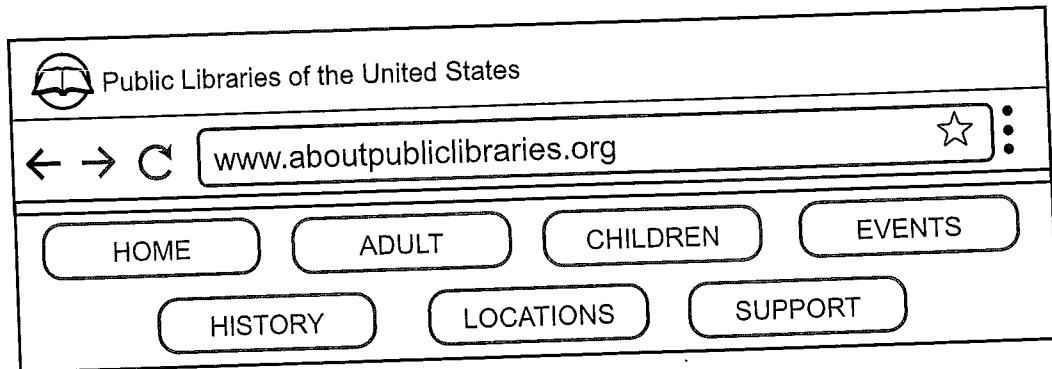 Public Libraries of the United States
www.aboutpubliclibraries.org
HOME ADULT CHILDREN EVENTS
HISTORY LOCATIONS SUPPORT